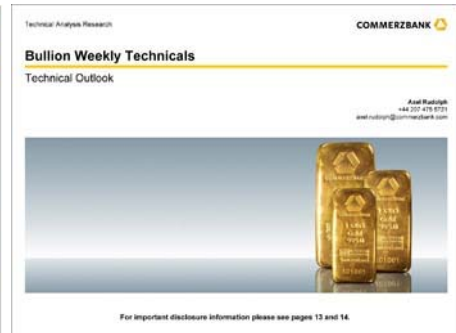 Technical Analysis Research
COMMERZBANK
Bullion Weekly Technicals
Technical Outlook
Axel Rudolph
+44 207 475 5721
axel.rudolph@commerzbank.com
COMMERZBANK
For important disclosure information please see pages 13 and 14.